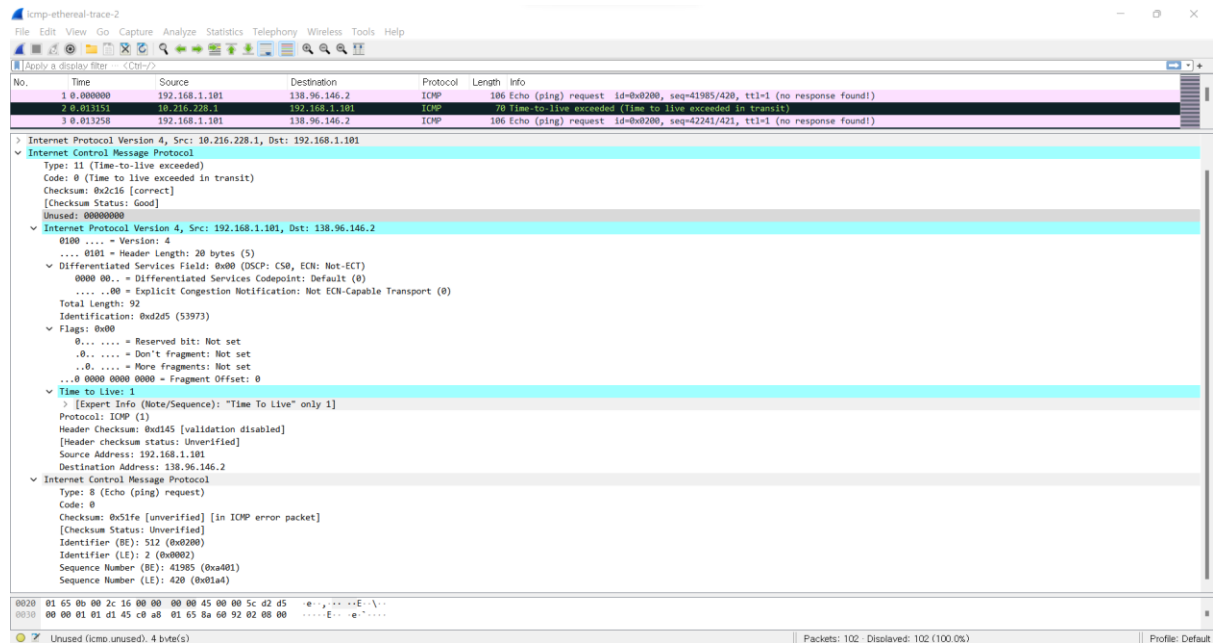 icmp-ethereal-trace-2
File Edit View Go Capture Analyze Statistics Telephony Wireless Tools Help
Apply a display filter ... <Ctrl-/>
No. Time Source Destination Protocol Length Info
1 0.000000 192.168.1.101 138.96.146.2 ICMP 106 Echo (ping) request id=0x0200, seq=41985/420, ttl=1 (no response found!)
2 0.013151 10.216.228.1 192.168.1.101 ICMP 70 Time-to-live exceeded (Time to live exceeded in transit)
3 0.013258 192.168.1.101 138.96.146.2 ICMP 106 Echo (ping) request id=0x0200, seq=42241/421, ttl=1 (no response found!)
Internet Protocol Version 4, Src: 10.216.228.1, Dst: 192.168.1.101
Internet Control Message Protocol
Type: 11 (Time-to-live exceeded)
Code: 0 (Time to live exceeded in transit)
Checksum: 0x2c16 [correct]
[Checksum Status: Good]
Unused: 00000000
Internet Protocol Version 4, Src: 192.168.1.101, Dst: 138.96.146.2
0100 .... = Version: 4
.... 0101 = Header Length: 20 bytes (5)
Differentiated Services Field: 0x00 (DSCP: CS0, ECN: Not-ECT)
0000 00.. = Differentiated Services Codepoint: Default (0)
.... ..00 = Explicit Congestion Notification: Not ECN-Capable Transport (0)
Total Length: 92
Identification: 0xd2d5 (53973)
Flags: 0x00
0... .... = Reserved bit: Not set
.0.. .... = Don't fragment: Not set
..0. .... = More fragments: Not set
...0 0000 0000 0000 = Fragment Offset: 0
Time to Live: 1
[Expert Info (Note/Sequence): "Time To Live" only 1]
Protocol: ICMP (1)
Header Checksum: 0xd145 [validation disabled]
[Header checksum status: Unverified]
Source Address: 192.168.1.101
Destination Address: 138.96.146.2
Internet Control Message Protocol
Type: 8 (Echo (ping) request)
Code: 0
Checksum: 0x51fe [unverified] [in ICMP error packet]
[Checksum Status: Unverified]
Identifier (BE): 512 (0x0200)
Identifier (LE): 2 (0x0002)
Sequence Number (BE): 41985 (0xa401)
Sequence Number (LE): 420 (0x01a4)
0020 01 65 0b 00 2c 16 00 00 00 00 45 00 00 5c d2 d5 ·e··,··· ··E··\··
0030 00 00 01 01 d1 45 c0 a8 01 65 8a 60 92 02 08 00 ·····E·· ·e·`····
Unused (icmp.unused), 4 byte(s) Packets: 102 · Displayed: 102 (100.0%) Profile: Default